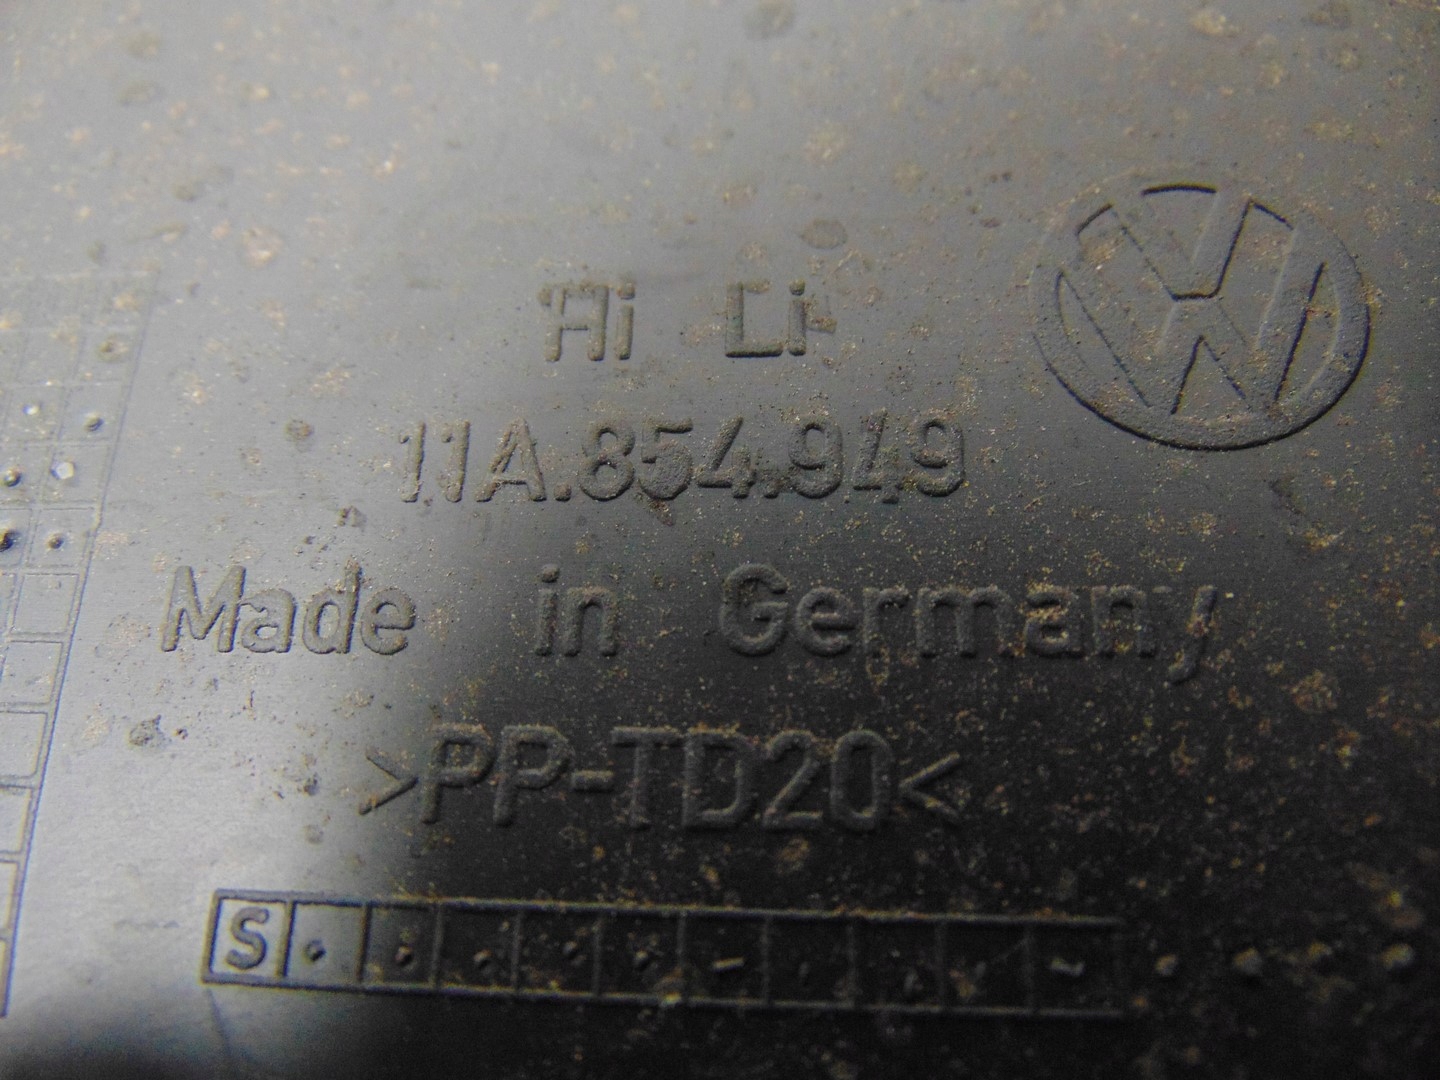 Hi Li
11A.854.949
Made in Germany
>PP-TD20<
S